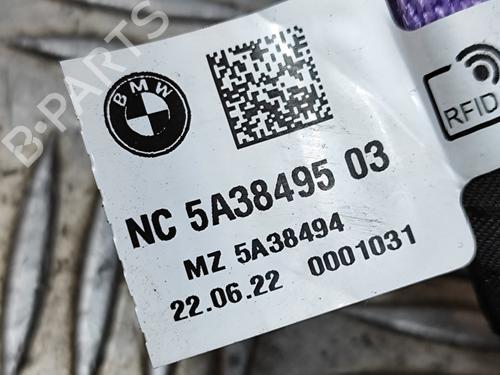 B-PARTS
BMW
RFID
NC 5A38495 03
MZ 5A38494
22.06.22 0001031